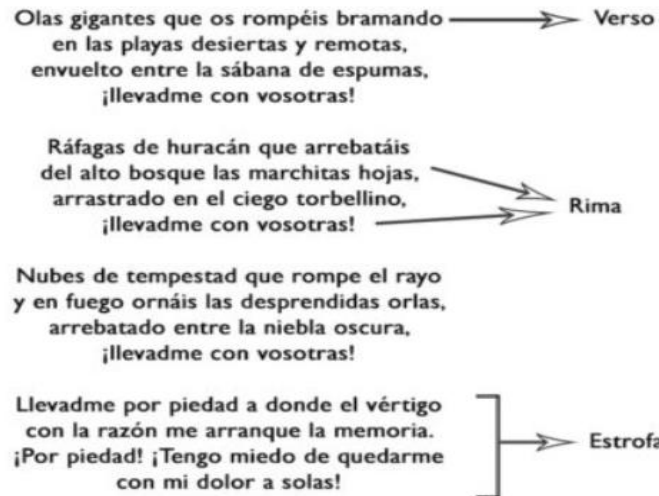 Olas gigantes que os rompéis bramando
Verso
en las playas desiertas y remotas,
envuelto entre la sábana de espumas,
¡llevadme con vosotras!
Ráfagas de huracán que arrebatáis
del alto bosque las marchitas hojas,
arrastrado en el ciego torbellino,
Rima
¡llevadme con vosotras!
Nubes de tempestad que rompe el rayo
y en fuego ornáis las desprendidas orlas,
arrebatado entre la niebla oscura,
¡llevadme con vosotras!
Llevadme por piedad a donde el vértigo
con la razón me arranque la memoria.
Estrofa
¡Por piedad! ¡Tengo miedo de quedarme
con mi dolor a solas!